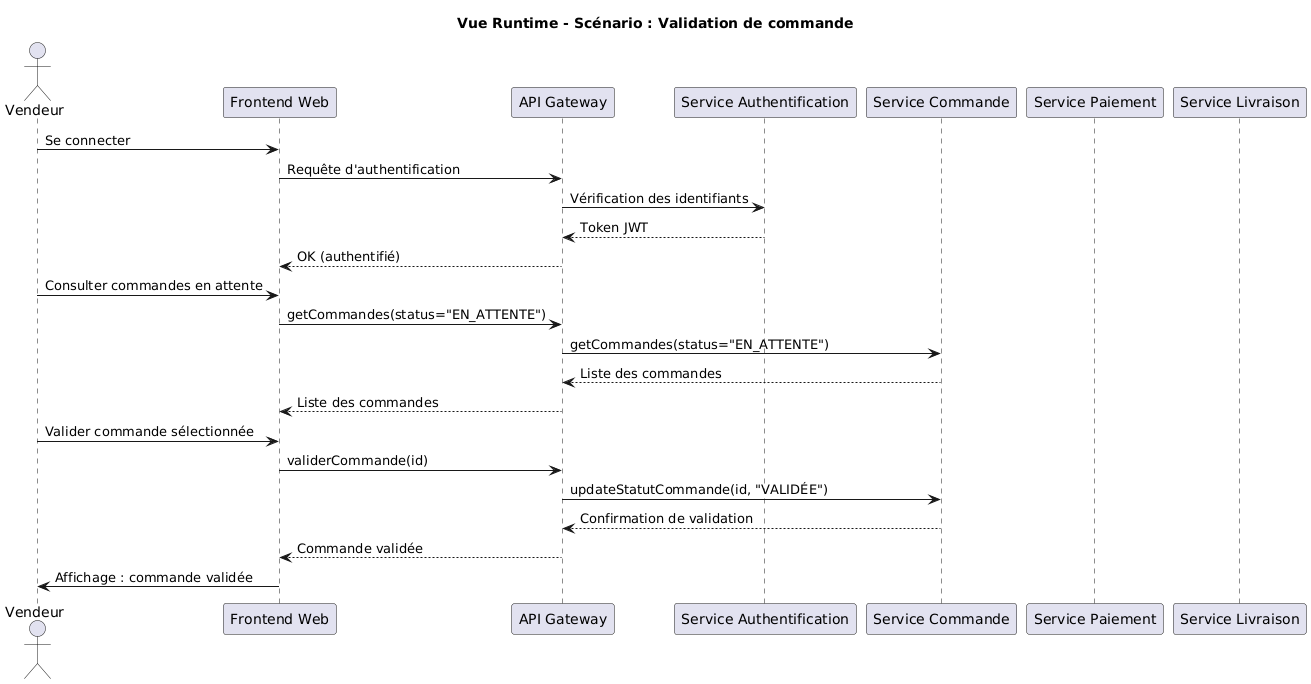 Vue Runtime - Scénario : Validation de commande
Vendeur
Frontend Web
API Gateway
Service Authentification
Service Commande
Service Paiement
Service Livraison
Se connecter
Requête d'authentification
Vérification des identifiants
Token JWT
OK (authentifié)
Consulter commandes en attente
getCommandes(status="EN_ATTENTE")
getCommandes(status="EN_ATTENTE")
Liste des commandes
Liste des commandes
Valider commande sélectionnée
validerCommande(id)
updateStatutCommande(id, "VALIDÉE")
Confirmation de validation
Commande validée
Affichage : commande validée
Vendeur
Frontend Web
API Gateway
Service Authentification
Service Commande
Service Paiement
Service Livraison